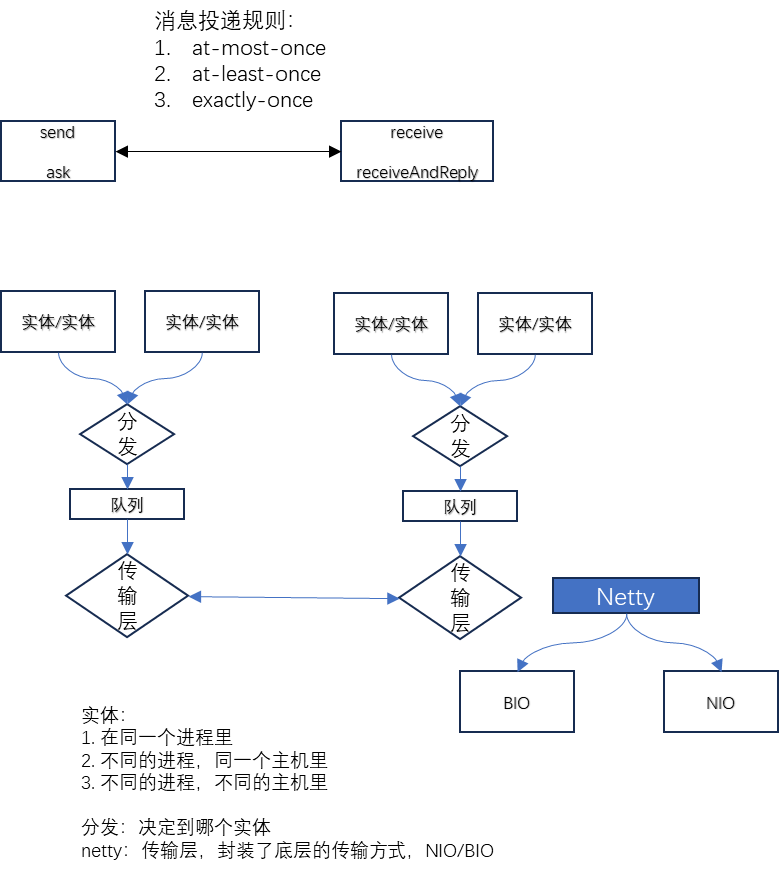 消息投递规则：
1. at-most-once
2. at-least-once
3. exactly-once
send
ask
receive
receiveAndReply
实体/实体
实体/实体
实体/实体
实体/实体
分
发
分
发
队列
队列
传
输
层
传
输
层
Netty
BIO
NIO
实体：
1. 在同一个进程里
2. 不同的进程，同一个主机里
3. 不同的进程，不同的主机里
分发：决定到哪个实体
netty：传输层，封装了底层的传输方式，NIO/BIO